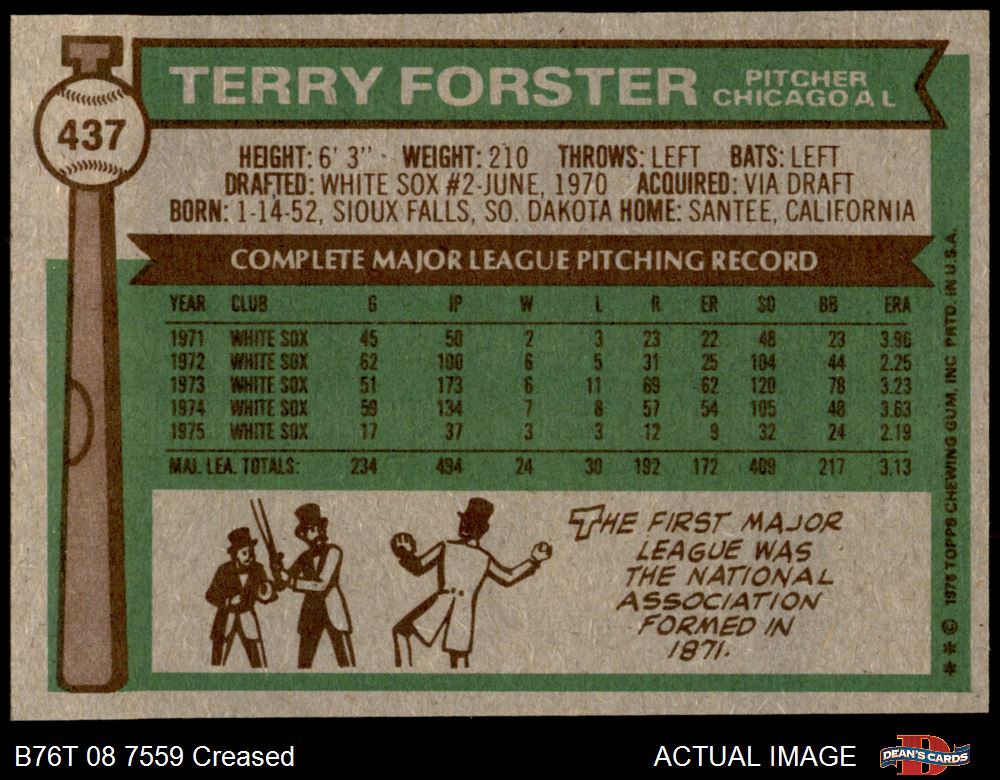 TERRY FORSTER
PITCHER
CHICAGO A L
437
HEIGHT: 6' 3" · WEIGHT: 210 THROWS: LEFT BATS: LEFT
DRAFTED: WHITE SOX #2-JUNE, 1970 ACQUIRED: VIA DRAFT
BORN: 1-14-52, SIOUX FALLS, SO. DAKOTA HOME: SANTEE, CALIFORNIA
COMPLETE MAJOR LEAGUE PITCHING RECORD
YEAR CLUB G IP W L R ER SO BB ERA
1971 WHITE SOX 45 50 2 3 23 22 48 23 3.96
1972 WHITE SOX 62 100 6 5 31 25 104 44 2.25
1973 WHITE SOX 51 173 6 11 69 62 120 78 3.23
1974 WHITE SOX 59 134 7 8 57 54 105 48 3.63
1975 WHITE SOX 17 37 3 3 12 9 32 24 2.19
MAJ. LEA. TOTALS: 234 494 24 30 192 172 409 217 3.13
THE FIRST MAJOR
LEAGUE WAS
THE NATIONAL
ASSOCIATION
FORMED IN
1871.
** © 1976 TOPPS CHEWING GUM, INC PRTD. IN U.S.A.
B76T 08 7559 Creased
ACTUAL IMAGE
D
DEAN'S CARDS